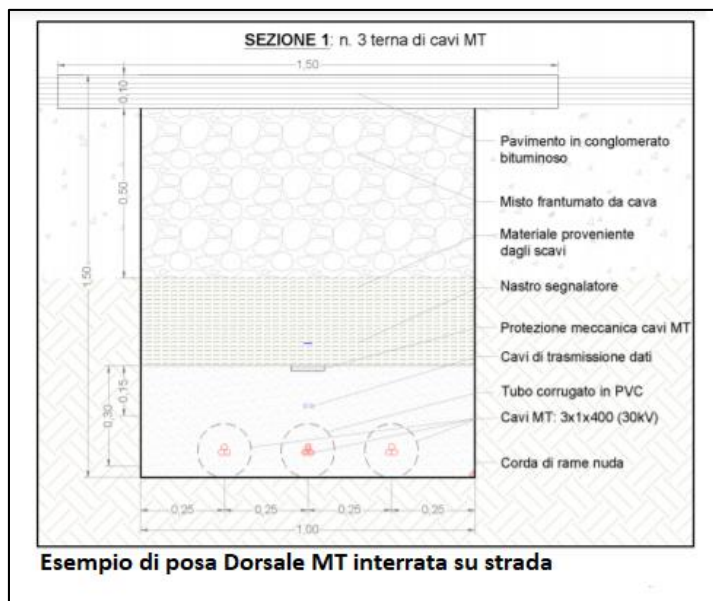 SEZIONE 1: n. 3 terna di cavi MT
1,50
0,10
Pavimento in conglomerato
bituminoso
0,50
Misto frantumato da cava
Materiale proveniente
dagli scavi
1,50
Nastro segnalatore
Protezione meccanica cavi MT
Cavi di trasmissione dati
0,15
0,30
Tubo corrugato in PVC
Cavi MT: 3x1x400 (30kV)
Corda di rame nuda
0,25 0,25 0,25 0,25
1,00
Esempio di posa Dorsale MT interrata su strada